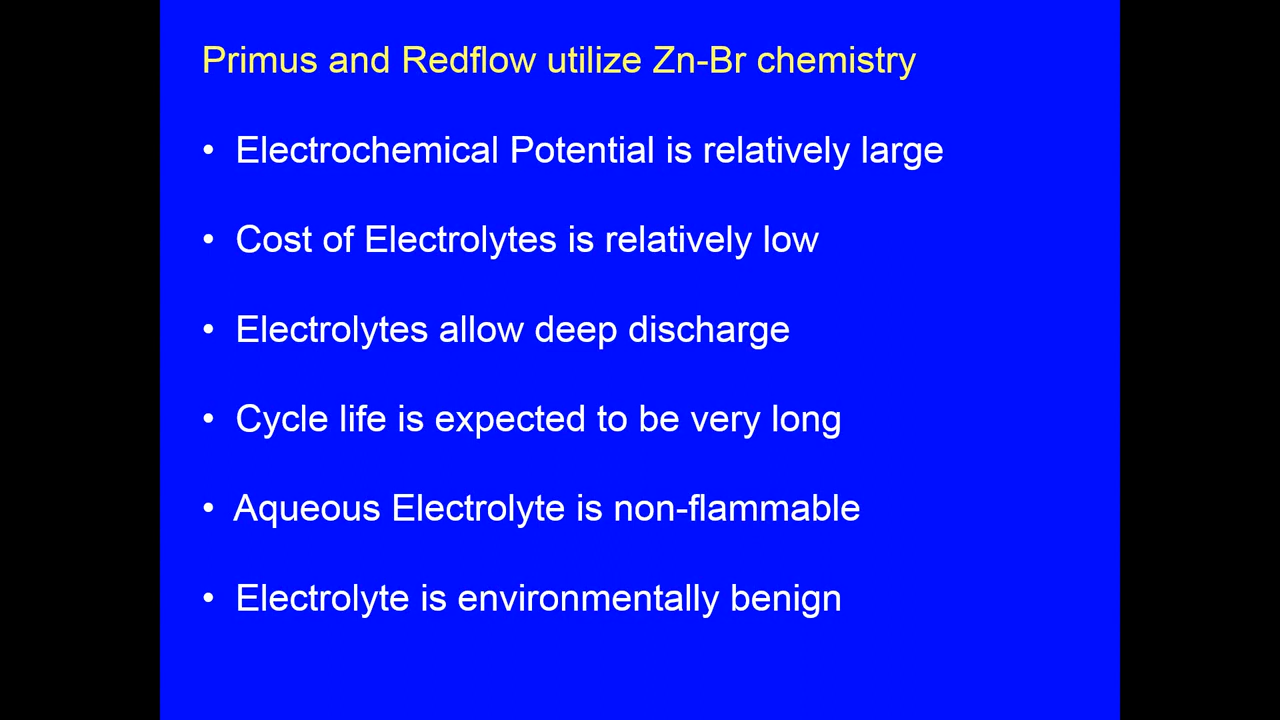 Primus and Redflow utilize Zn-Br chemistry
• Electrochemical Potential is relatively large
• Cost of Electrolytes is relatively low
• Electrolytes allow deep discharge
• Cycle life is expected to be very long
• Aqueous Electrolyte is non-flammable
• Electrolyte is environmentally benign